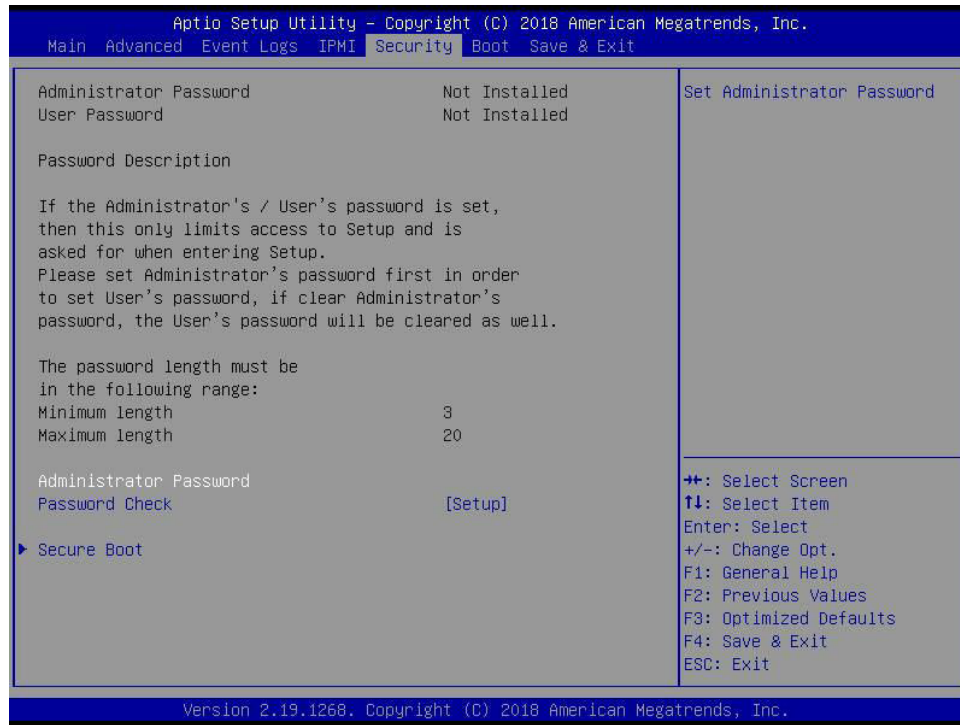 Aptio Setup Utility – Copyright (C) 2018 American Megatrends, Inc.
Main Advanced Event Logs IPMI Security Boot Save & Exit
Administrator Password Not Installed
User Password Not Installed
Password Description
If the Administrator's / User's password is set,
then this only limits access to Setup and is
asked for when entering Setup.
Please set Administrator's password first in order
to set User's password, if clear Administrator's
password, the User's password will be cleared as well.
The password length must be
in the following range:
Minimum length 3
Maximum length 20
Administrator Password
Password Check [Setup]
Secure Boot
Set Administrator Password
→←: Select Screen
↑↓: Select Item
Enter: Select
+/-: Change Opt.
F1: General Help
F2: Previous Values
F3: Optimized Defaults
F4: Save & Exit
ESC: Exit
Version 2.19.1268. Copyright (C) 2018 American Megatrends, Inc.